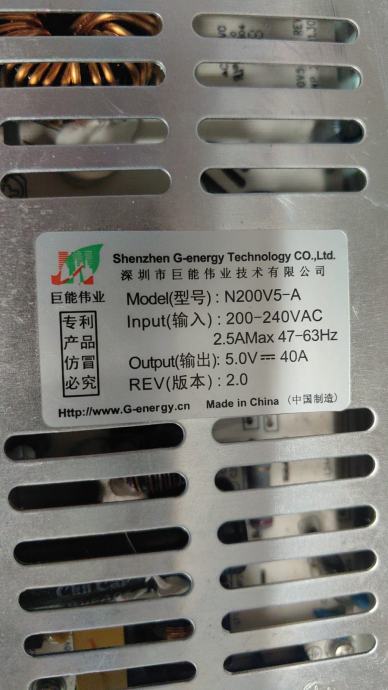 Shenzhen G-energy Technology CO.,Ltd.
深圳市巨能伟业技术有限公司
巨能伟业
Model(型号) : N200V5-A
Input(输入) : 200-240VAC
2.5AMax 47-63Hz
Output(输出): 5.0V⎓ 40A
REV(版本) : 2.0
专利
产品
仿冒
必究
Http://www.G-energy.cn Made in China (中国制造)